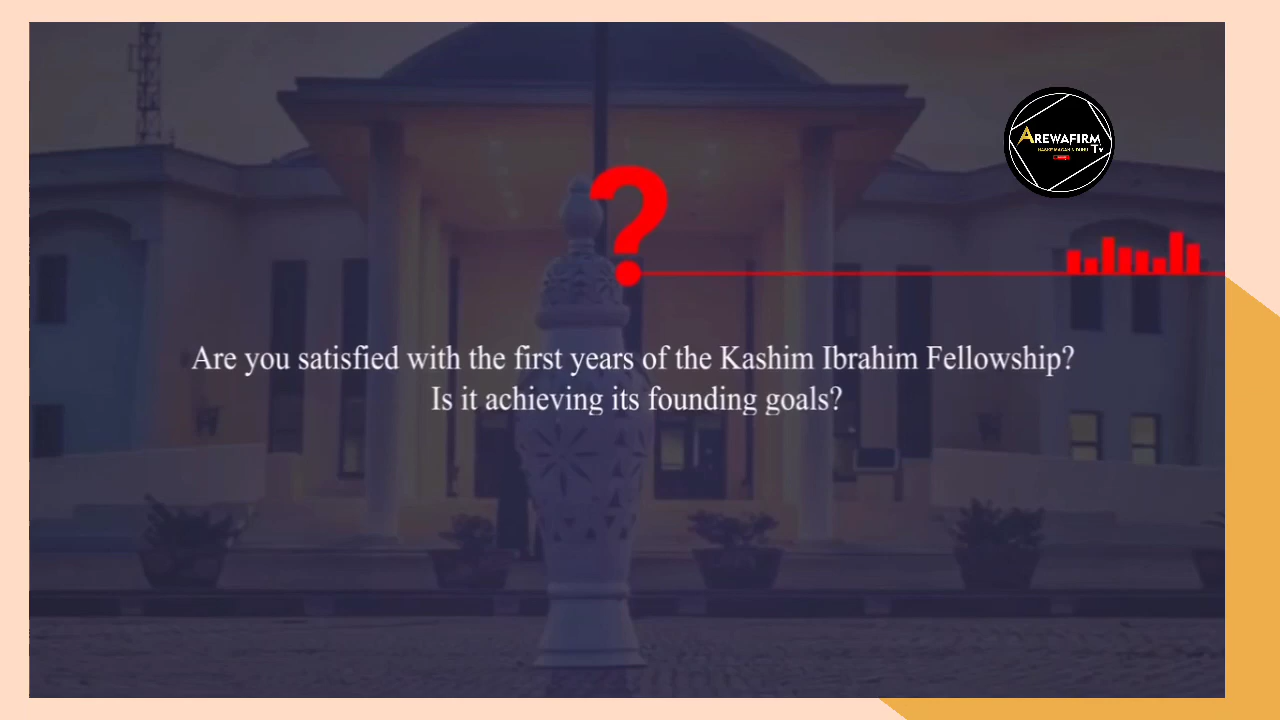 AREWAFIRM
TV
?
Are you satisfied with the first years of the Kashim Ibrahim Fellowship?
Is it achieving its founding goals?